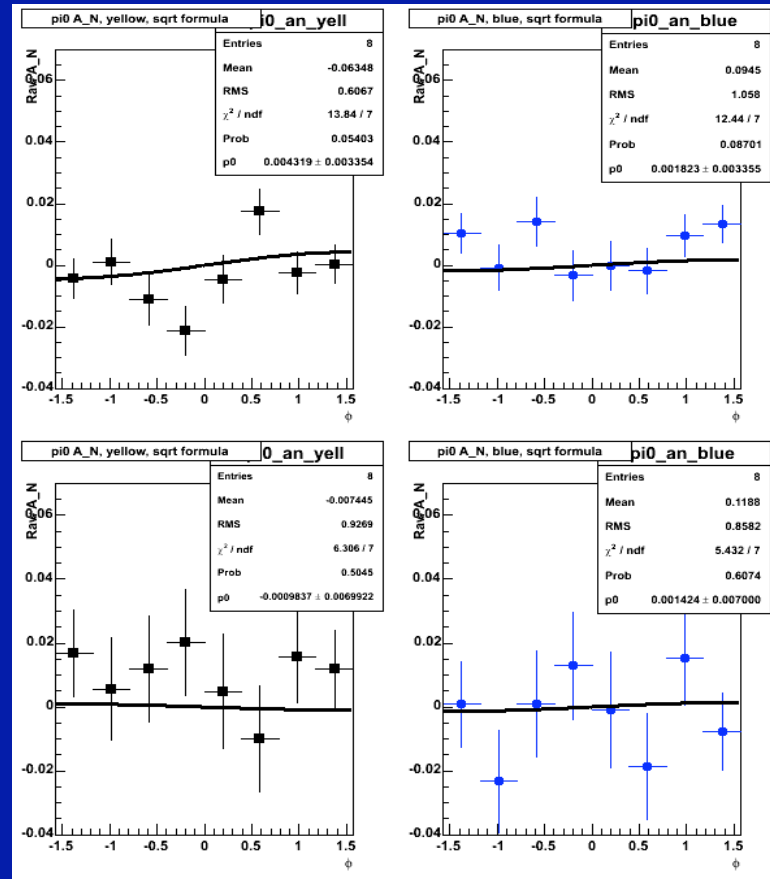 pi0 A_N, yellow, sqrt formula
pi0_an_yell
Entries 8
Mean -0.06348
RMS 0.6067
χ² / ndf 13.84 / 7
Prob 0.05403
p0 0.004319 ± 0.003354
Raw A_N
0.06
0.04
0.02
0
-0.02
-0.04
-1.5 -1 -0.5 0 0.5 1 1.5
ϕ
pi0 A_N, blue, sqrt formula
pi0_an_blue
Entries 8
Mean 0.0945
RMS 1.058
χ² / ndf 12.44 / 7
Prob 0.08701
p0 0.001823 ± 0.003355
Raw A_N
0.06
0.04
0.02
0
-0.02
-0.04
-1.5 -1 -0.5 0 0.5 1 1.5
ϕ
pi0 A_N, yellow, sqrt formula
pi0_an_yell
Entries 8
Mean -0.007445
RMS 0.9269
χ² / ndf 6.306 / 7
Prob 0.5045
p0 -0.0009837 ± 0.0069922
Raw A_N
0.06
0.04
0.02
0
-0.02
-0.04
-1.5 -1 -0.5 0 0.5 1 1.5
ϕ
pi0 A_N, blue, sqrt formula
pi0_an_blue
Entries 8
Mean 0.1188
RMS 0.8582
χ² / ndf 5.432 / 7
Prob 0.6074
p0 0.001424 ± 0.007000
Raw A_N
0.06
0.04
0.02
0
-0.02
-0.04
-1.5 -1 -0.5 0 0.5 1 1.5
ϕ